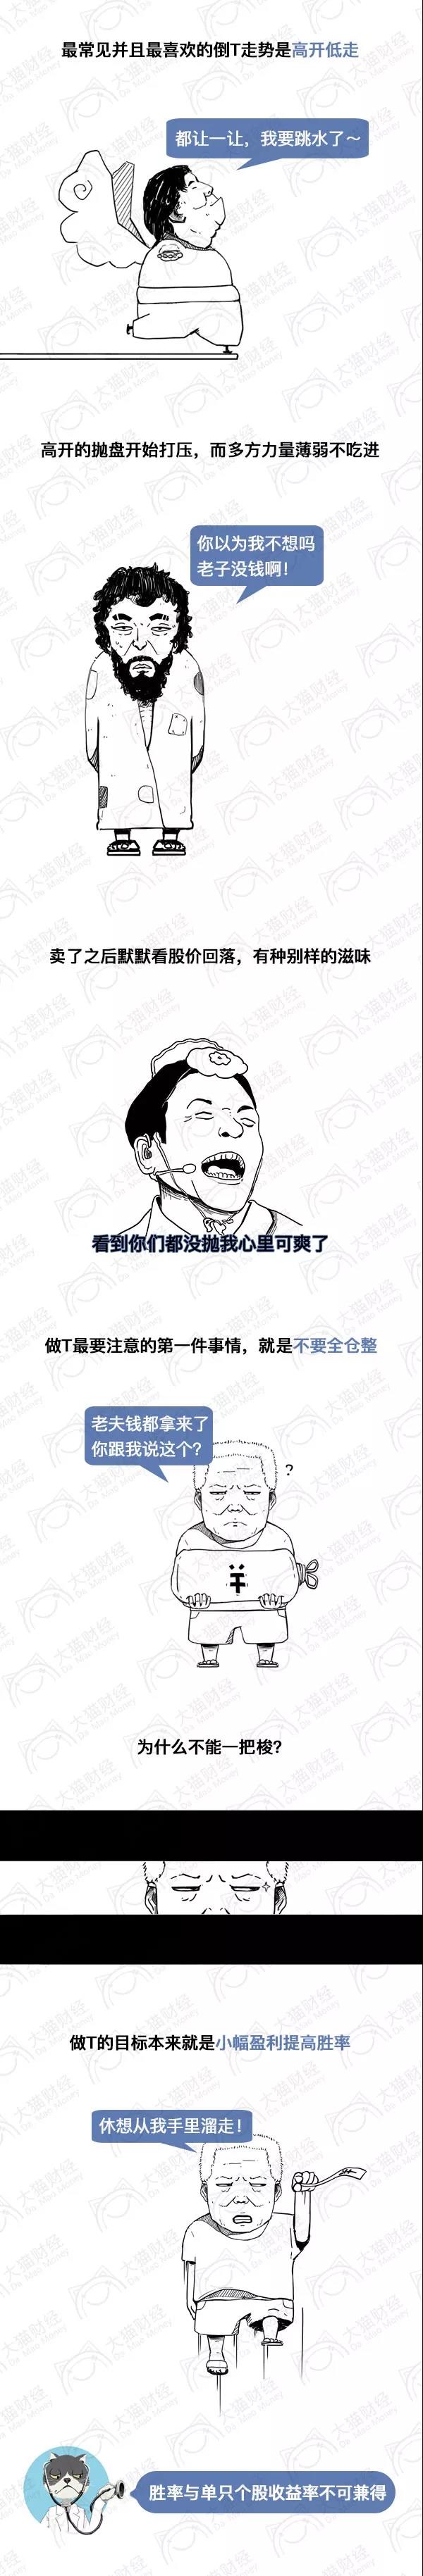 最常见并且最喜欢的倒T走势是高开低走
都让一让，我要跳水了～
高开的抛盘开始打压，而多方力量薄弱不吃进
你以为我不想吗
老子没钱啊！
卖了之后默默看股价回落，有种别样的滋味
看到你们都没抛我心里可爽了
做T最要注意的第一件事情，就是不要全仓整
老夫钱都拿来了
你跟我说这个？
?
为什么不能一把梭？
做T的目标本来就是小幅盈利提高胜率
休想从我手里溜走！
胜率与单只个股收益率不可兼得
大猫财经
Da Mao Money